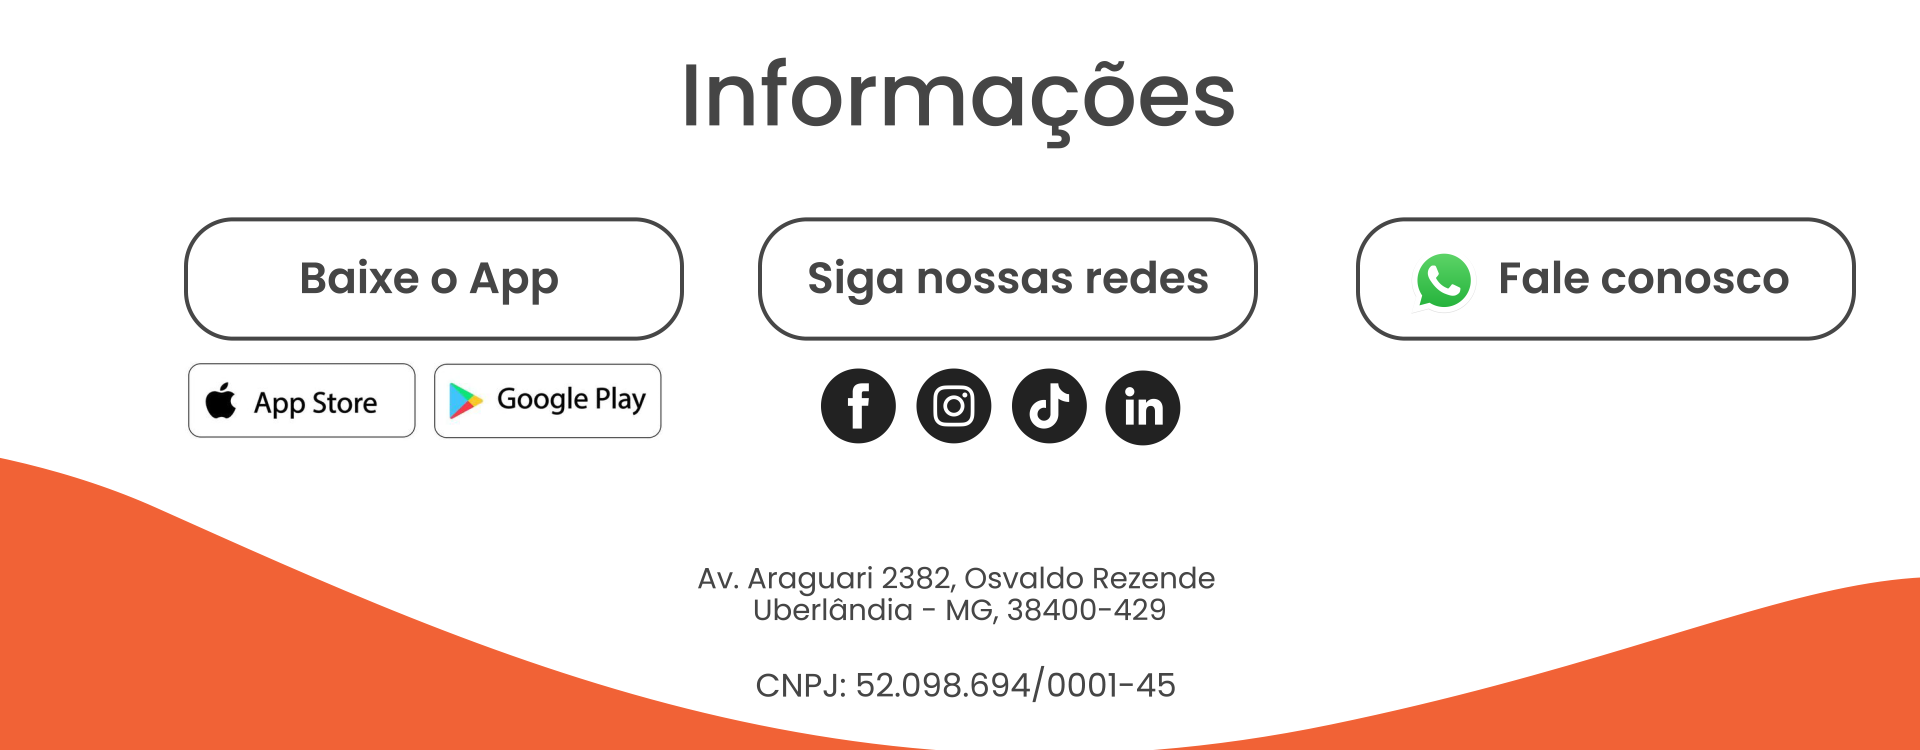 Informações
Baixe o App
Siga nossas redes
Fale conosco
App Store
Google Play
Av. Araguari 2382, Osvaldo Rezende
Uberlândia - MG, 38400-429
CNPJ: 52.098.694/0001-45